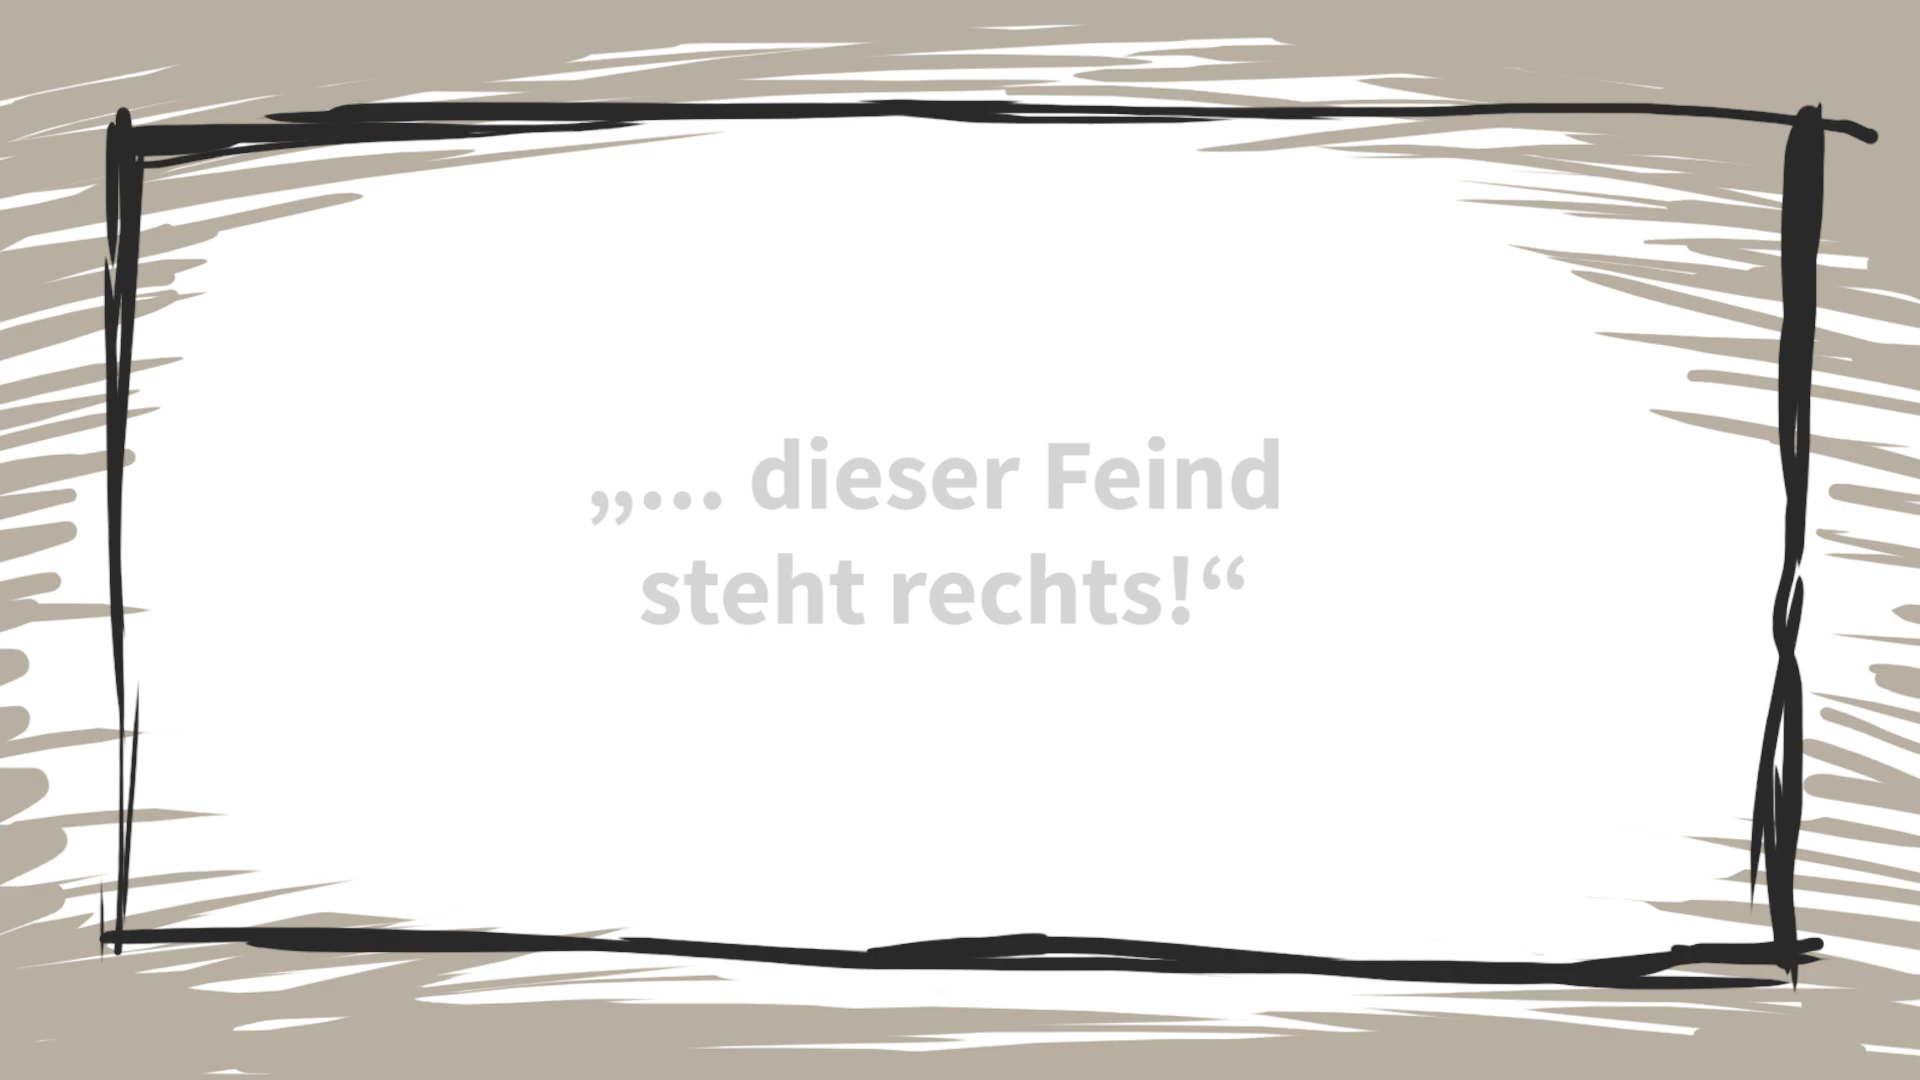 „... dieser Feind
steht rechts!“